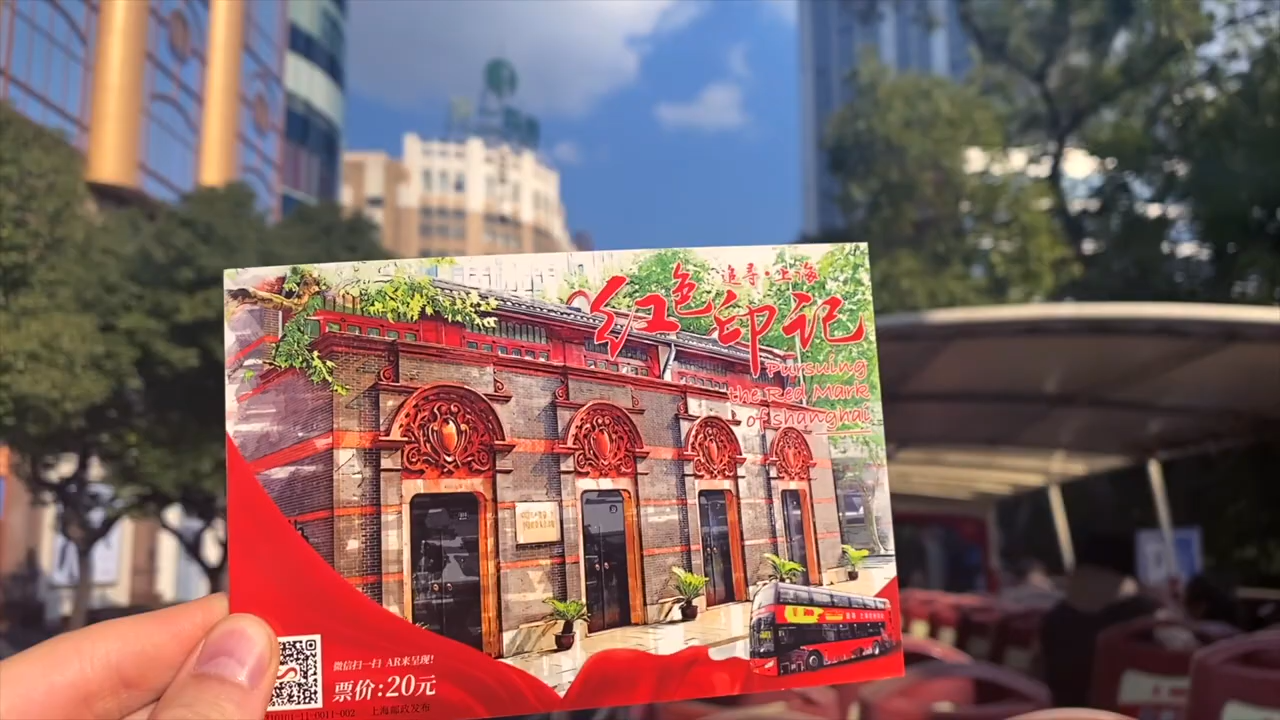 追寻·上海
红色印记
Pursuing
the Red Mark
of Shanghai
微信扫一扫 AR来呈现!
票价:20元
上海邮政发布